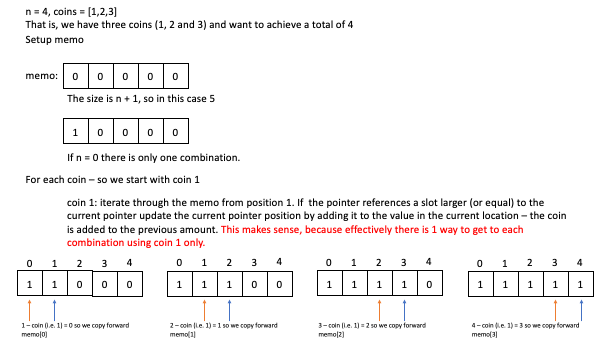 n = 4, coins = [1,2,3]
That is, we have three coins (1, 2 and 3) and want to achieve a total of 4
Setup memo
memo: 0 0 0 0 0
The size is n + 1, so in this case 5
1 0 0 0 0
If n = 0 there is only one combination.
For each coin – so we start with coin 1
coin 1: iterate through the memo from position 1. If the pointer references a slot larger (or equal) to the
current pointer update the current pointer position by adding it to the value in the current location – the coin
is added to the previous amount. This makes sense, because effectively there is 1 way to get to each
combination using coin 1 only.
0 1 2 3 4
1 1 0 0 0
1 – coin (i.e. 1) = 0 so we copy forward
memo[0]
0 1 2 3 4
1 1 1 0 0
2 – coin (i.e. 1) = 1 so we copy forward
memo[1]
0 1 2 3 4
1 1 1 1 0
3 – coin (i.e. 1) = 2 so we copy forward
memo[2]
0 1 2 3 4
1 1 1 1 1
4 – coin (i.e. 1) = 3 so we copy forward
memo[3]